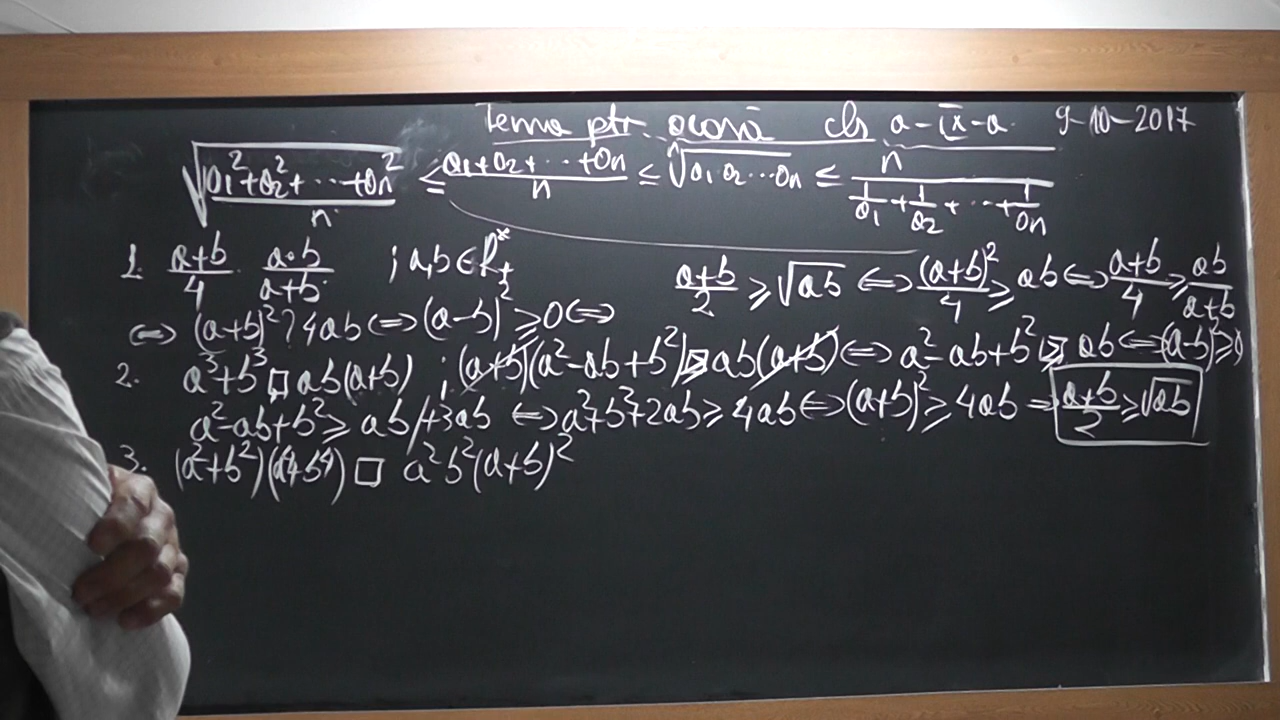 Tema ptr. acasă cls a-IX-a 9-10-2017
√((a₁²+a₂²+⋯+an²)/n) ≤ (a₁+a₂+⋯+an)/n ≤ ⁿ√(a₁a₂⋯an) ≤ n/(1/a₁+1/a₂+⋯+1/an)
1. (a+b)/4 (a·b)/(a+b) ; a,b∈R₊* (a+b)/2 ≥ √ab ⇔ (a+b)²/4 ≥ ab ⇔ (a+b)/4 ≥ ab/(a+b)
⇔ (a+b)² ? 4ab ⇔ (a-b)² ≥ 0 ⇔
2. a³+b³ □ ab(a+b) ; (a+b)(a²-ab+b²) ≥ ab(a+b) ⇔ a²-ab+b² ≥ ab ⇔ (a-b)² ≥ 0
a²-ab+b² ≥ ab /+3ab ⇔ a²+b²+2ab ≥ 4ab ⇔ (a+b)² ≥ 4ab ⇒ (a+b)/2 ≥ √ab
3. (a²+b²)(a⁴+b⁴) □ a²b²(a+b)²